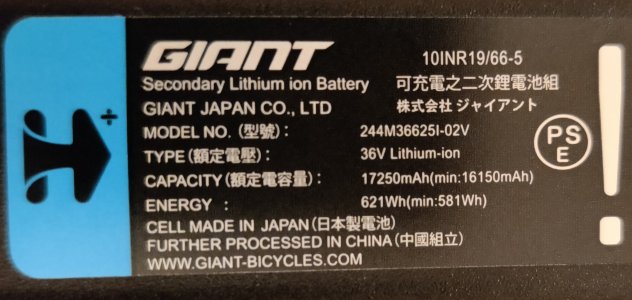 GIANT
10INR19/66-5
Secondary Lithium ion Battery 可充電之二次鋰電池組
GIANT JAPAN CO., LTD 株式会社 ジャイアント
MODEL NO. (型號): 244M36625I-02V
TYPE (額定電壓): 36V Lithium-ion
CAPACITY (額定電容量): 17250mAh(min:16150mAh)
ENERGY : 621Wh(min:581Wh)
PS
E
CELL MADE IN JAPAN(日本製電池)
FURTHER PROCESSED IN CHINA(中國組立)
WWW.GIANT-BICYCLES.COM
+